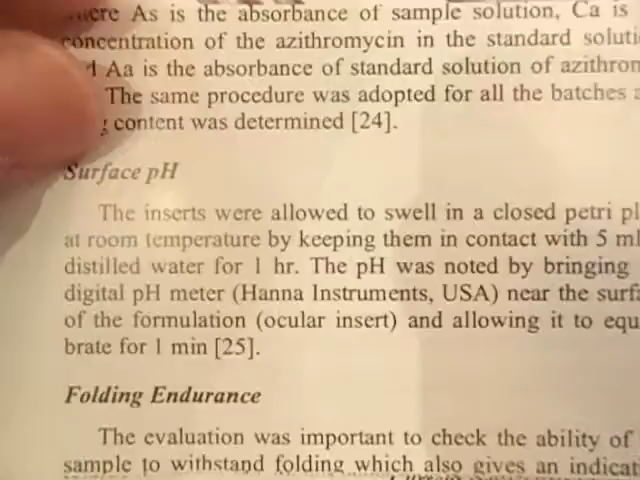 As is the absorbance of sample solution, Ca is
concentration of the azithromycin in the standard soluti
Aa is the absorbance of standard solution of azithron
The same procedure was adopted for all the batches a
content was determined [24].
Surface pH
The inserts were allowed to swell in a closed petri pl
at room temperature by keeping them in contact with 5 ml
distilled water for 1 hr. The pH was noted by bringing
digital pH meter (Hanna Instruments, USA) near the surfa
of the formulation (ocular insert) and allowing it to equ
brate for 1 min [25].
Folding Endurance
The evaluation was important to check the ability of
sample to withstand folding which also gives an indicati